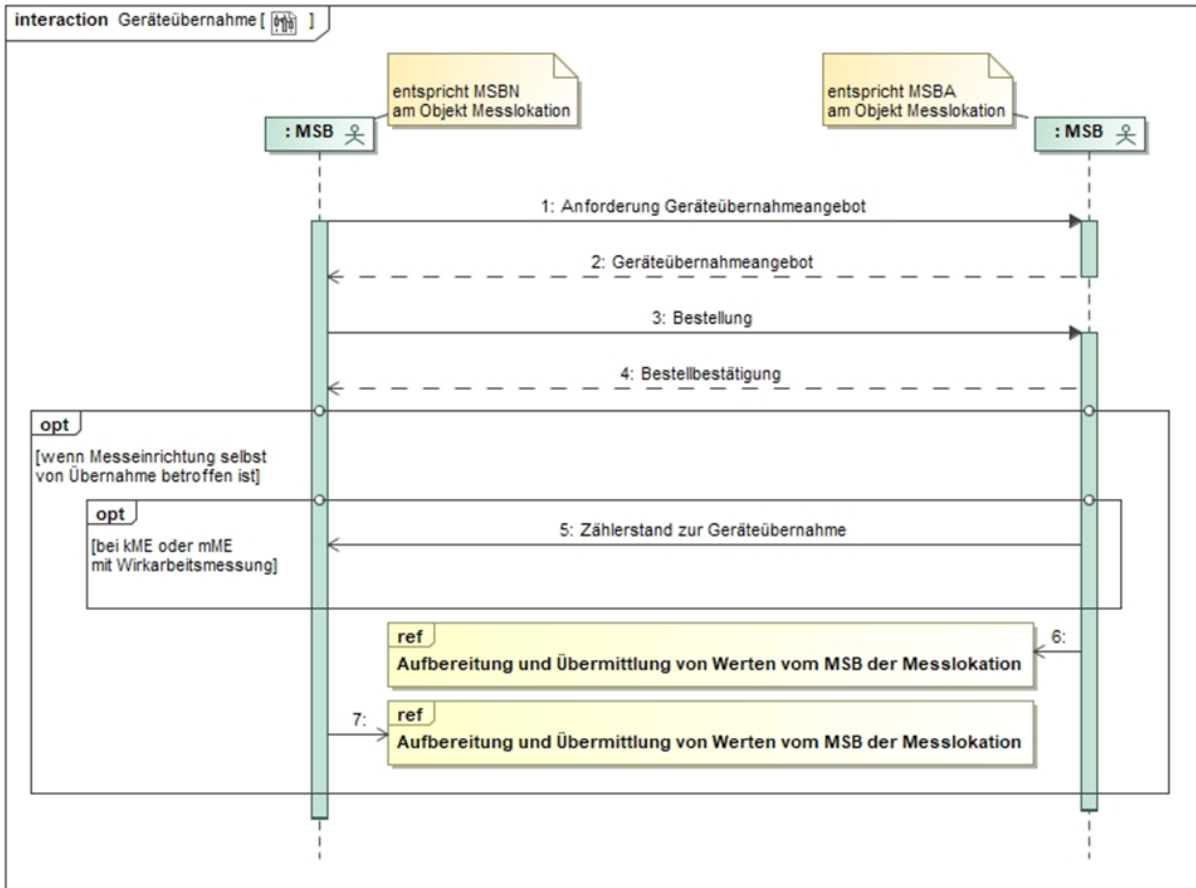 interaction Geräteübernahme [ ]
entspricht MSBN
am Objekt Messlokation
entspricht MSBA
am Objekt Messlokation
: MSB
: MSB
1: Anforderung Geräteübernahmeangebot
2: Geräteübernahmeangebot
3: Bestellung
4: Bestellbestätigung
opt
[wenn Messeinrichtung selbst
von Übernahme betroffen ist]
opt
[bei kME oder mME
mit Wirkarbeitsmessung]
5: Zählerstand zur Geräteübernahme
ref
Aufbereitung und Übermittlung von Werten vom MSB der Messlokation
6:
7:
ref
Aufbereitung und Übermittlung von Werten vom MSB der Messlokation